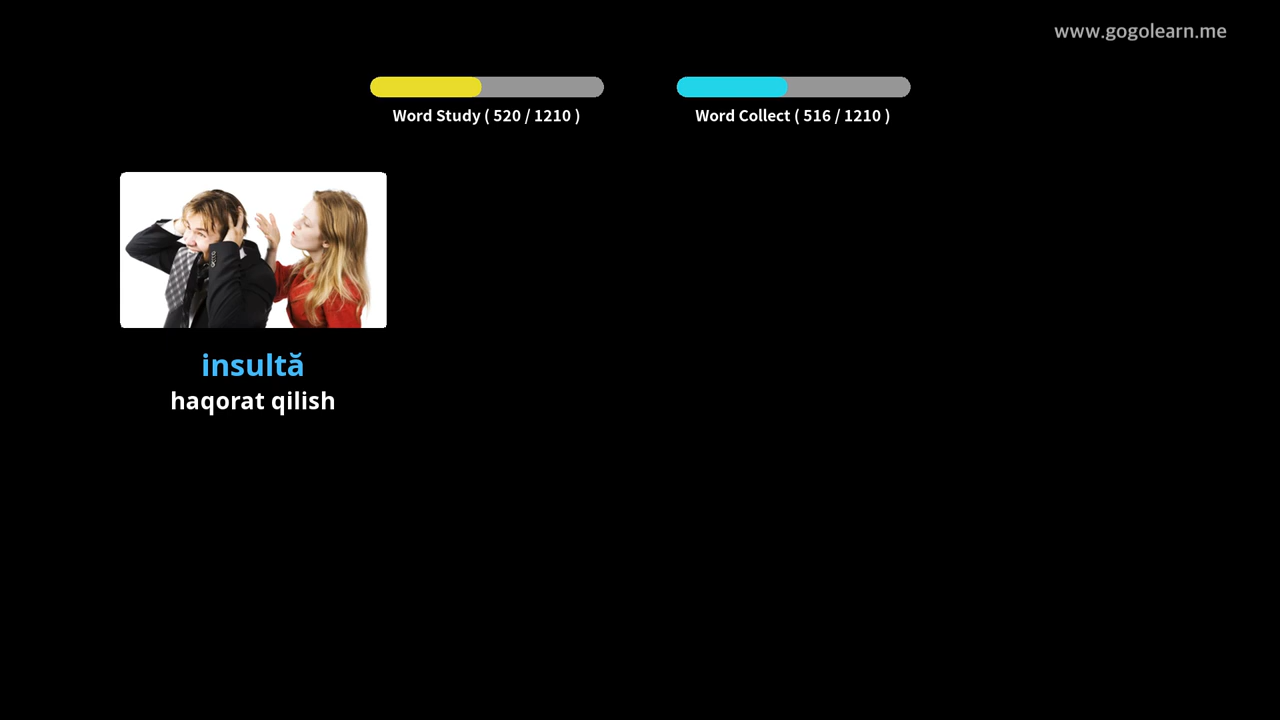 www.gogolearn.me
Word Study ( 520 / 1210 )
Word Collect ( 516 / 1210 )
insultă
haqorat qilish